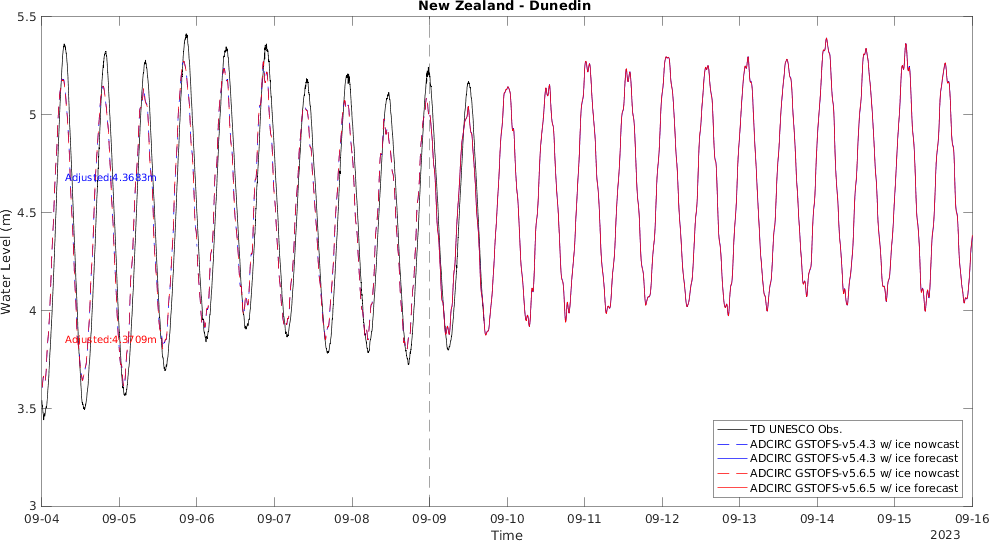 New Zealand - Dunedin
5.5
5
4.5
4
3.5
3
Water Level (m)
Adjusted:4.3683m
Adjusted:4.3709m
TD UNESCO Obs.
ADCIRC GSTOFS-v5.4.3 w/ ice nowcast
ADCIRC GSTOFS-v5.4.3 w/ ice forecast
ADCIRC GSTOFS-v5.6.5 w/ ice nowcast
ADCIRC GSTOFS-v5.6.5 w/ ice forecast
09-04 09-05 09-06 09-07 09-08 09-09 09-10 09-11 09-12 09-13 09-14 09-15 09-16
Time
2023